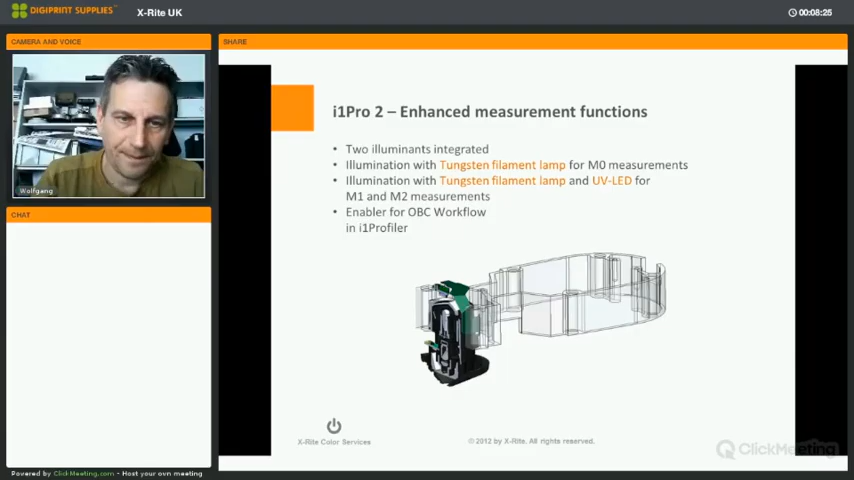 DIGIPRINT SUPPLIES
X-Rite UK
00:08:25
CAMERA AND VOICE
SHARE
Wolfgang
CHAT
i1Pro 2 – Enhanced measurement functions
• Two illuminants integrated
• Illumination with Tungsten filament lamp for M0 measurements
• Illumination with Tungsten filament lamp and UV-LED for
M1 and M2 measurements
• Enabler for OBC Workflow
in i1Profiler
X-Rite Color Services
© 2012 by X-Rite. All rights reserved.
ClickMeeting
Powered by ClickMeeting.com - Host your own meeting